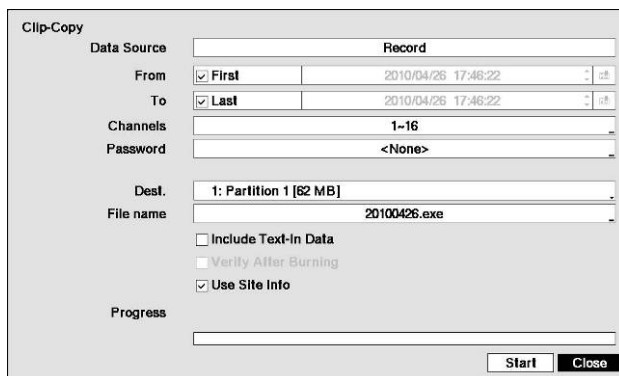 Clip-Copy
Data Source Record
From First 2010/04/26 17:46:22
To Last 2010/04/26 17:46:22
Channels 1~16
Password <None>
Dest. 1: Partition 1 [62 MB]
File name 20100426.exe
Include Text-In Data
Verify After Burning
Use Site Info
Progress
Start Close